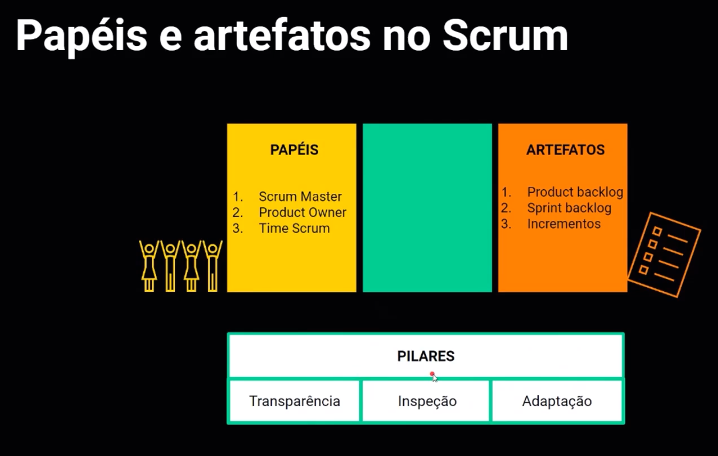 Papéis e artefatos no Scrum
PAPÉIS
1. Scrum Master
2. Product Owner
3. Time Scrum
ARTEFATOS
1. Product backlog
2. Sprint backlog
3. Incrementos
PILARES
Transparência
Inspeção
Adaptação